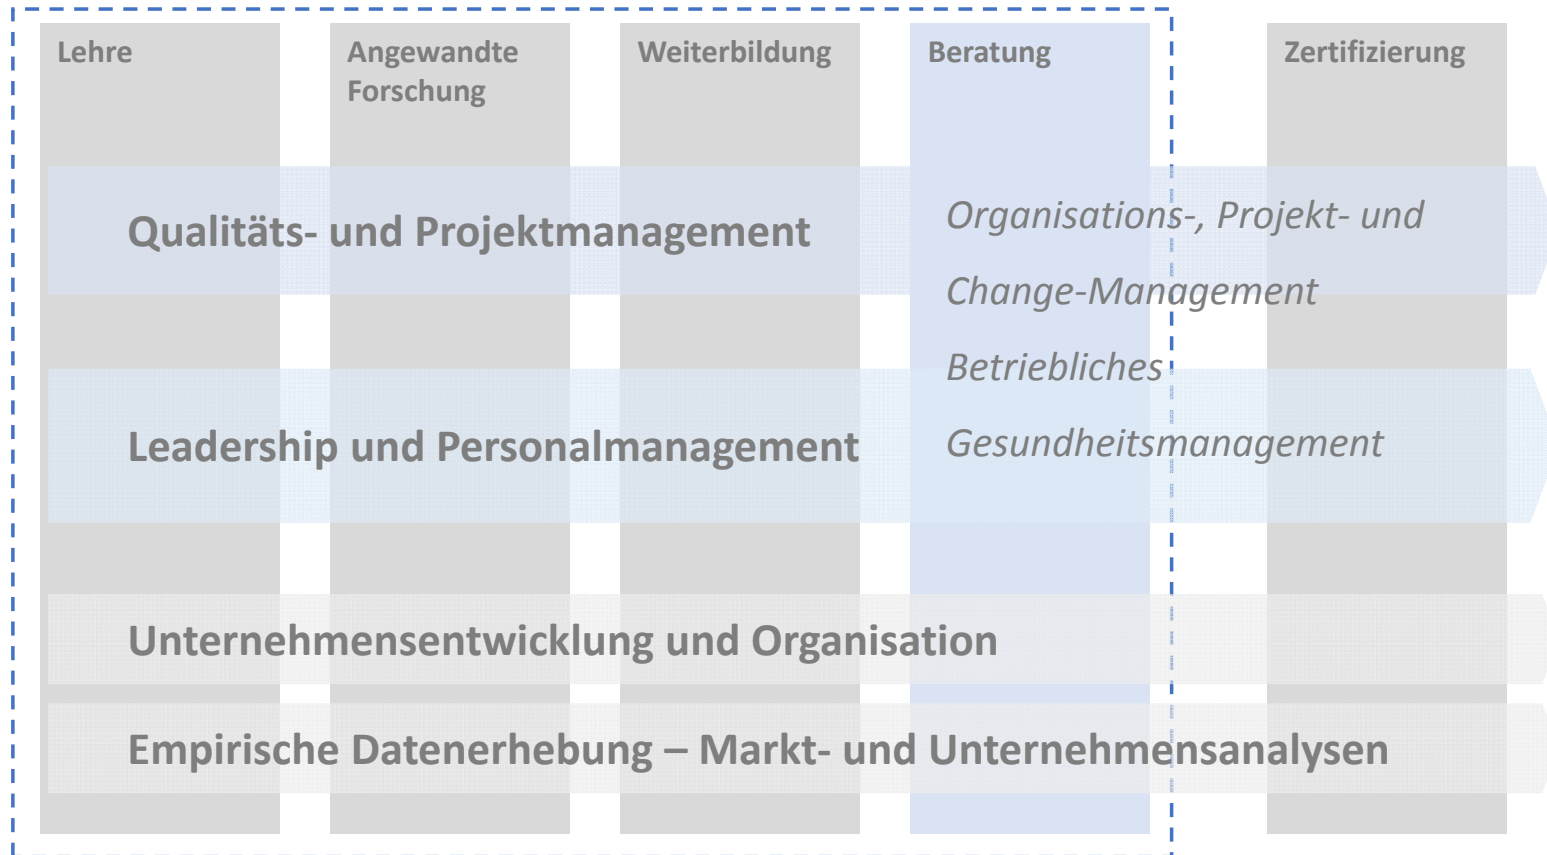 Lehre
Angewandte
Forschung
Weiterbildung
Beratung
Zertifizierung
Qualitäts- und Projektmanagement
Organisations-, Projekt- und
Change-Management
Betriebliches
Gesundheitsmanagement
Leadership und Personalmanagement
Unternehmensentwicklung und Organisation
Empirische Datenerhebung – Markt- und Unternehmensanalysen